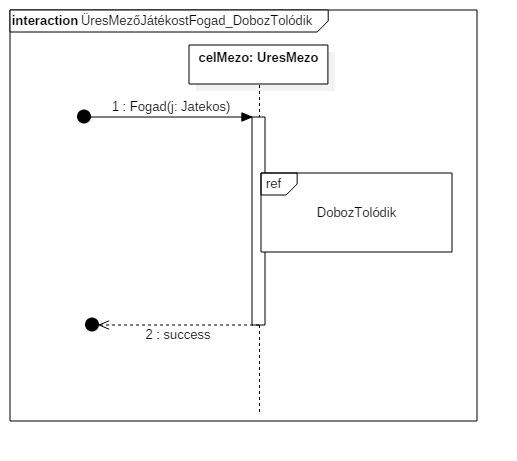 interaction ÜresMezőJátékostFogad_DobozTolódik
celMezo: UresMezo
1 : Fogad(j: Jatekos)
ref
DobozTolódik
2 : success